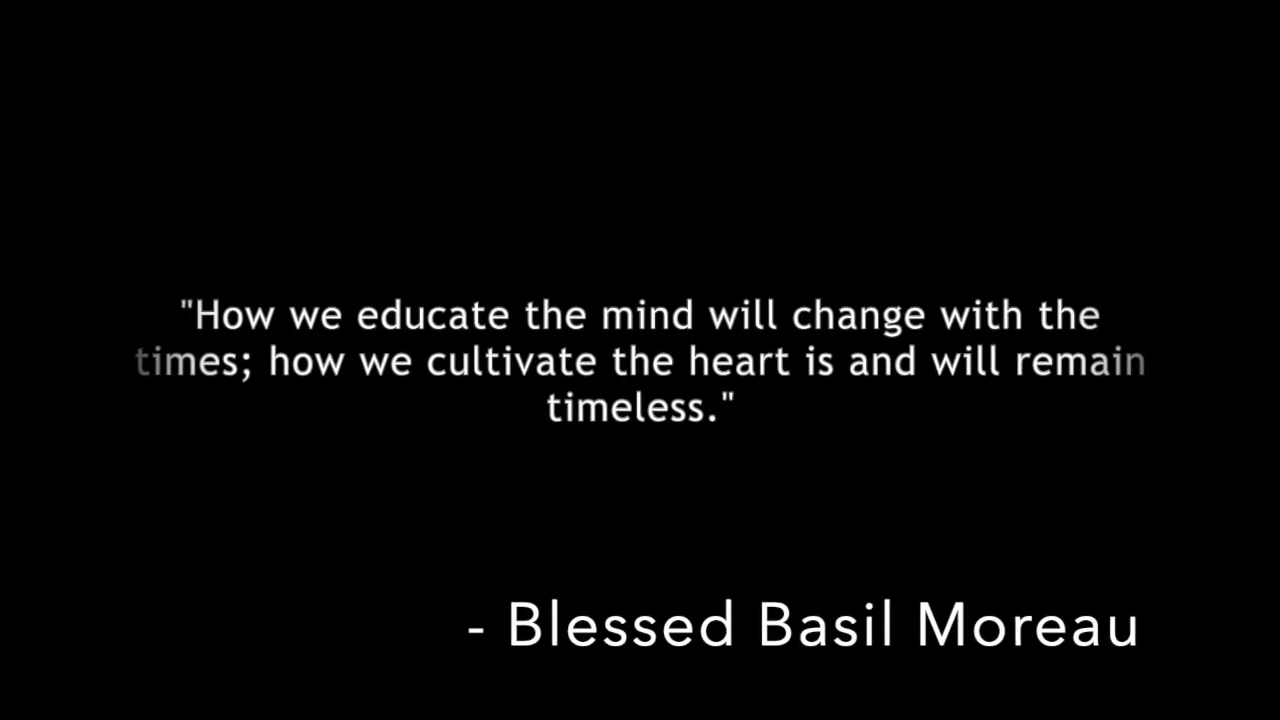 "How we educate the mind will change with the
times; how we cultivate the heart is and will remain
timeless."
- Blessed Basil Moreau